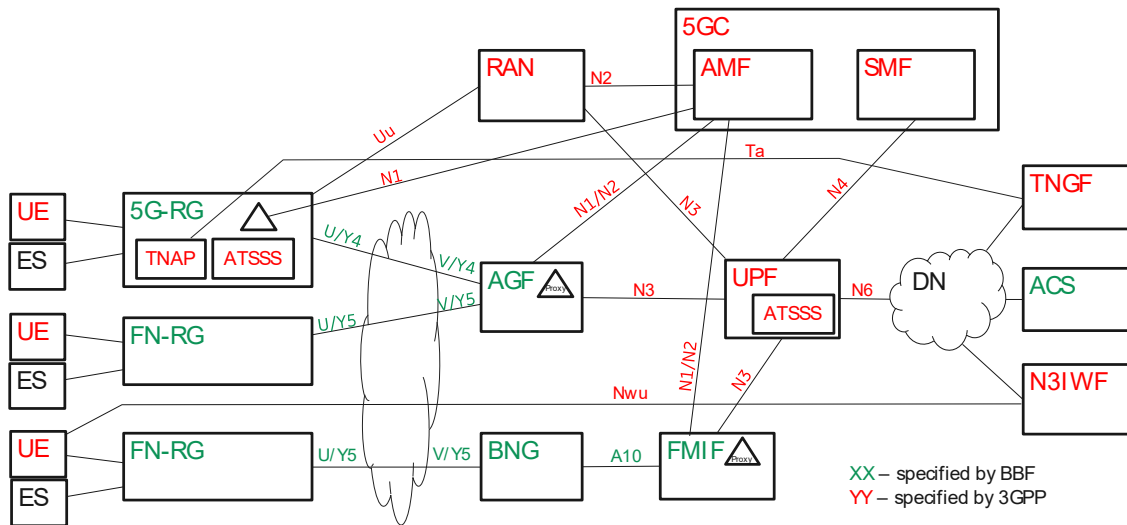 5GC
RAN
N2
AMF
SMF
Uu
N1
Ta
N1/N2
N3
N4
TNGF
UE
5G-RG
ES
TNAP
ATSSS
U/Y4
V/Y4
AGF
Proxy
N3
UPF
ATSSS
N6
DN
ACS
UE
FN-RG
ES
U/Y5
V/Y5
N1/N2
N3
N3IWF
Nwu
UE
FN-RG
ES
U/Y5
V/Y5
BNG
A10
FMIF
Proxy
XX – specified by BBF
YY – specified by 3GPP